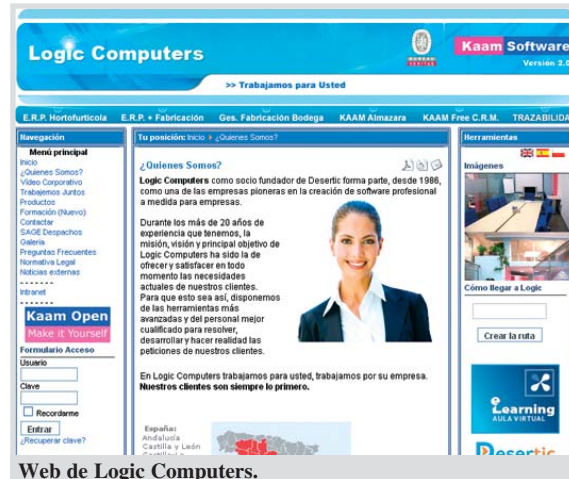 Logic Computers
BUREAU
VERITAS
Kaam Software
Versión 2.0
>> Trabajamos para Usted
E.R.P. Hortofurticola E.R.P. + Fabricación Ges. Fabricación Bodega KAAM Almazara KAAM Free C.R.M. TRAZABILIDA
Navegación
Menú principal
Inicio
¿Quienes Somos?
Vídeo Corporativo
Trabajemos Juntos
Productos
Formación (Nuevo)
Contactar
SAGE Despachos
Galeria
Preguntas Frecuentes
Normativa Legal
Noticias externas
- - - - - - -
Intranet
- - - - - - -
Kaam Open
Make it Yourself
Formulario Acceso
Usuario
Clave
Recordarme
Entrar
¿Recuperar clave?
Tu posición: Inicio ¿Quienes Somos?
¿Quienes Somos?
Logic Computers como socio fundador de Desertic forma parte, desde 1986,
como una de las empresas pioneras en la creación de software profesional
a medida para empresas.
Durante los más de 20 años de
experiencia que tenemos, la
misión, visión y principal objetivo de
Logic Computers ha sido la de
ofrecer y satisfacer en todo
momento las necesidades
actuales de nuestros clientes.
Para que esto sea así, disponemos
de las herramientas más
avanzadas y del personal mejor
cualificado para resolver,
desarrollar y hacer realidad las
peticiones de nuestros clientes.
En Logic Computers trabajamos para usted, trabajamos por su empresa.
Nuestros clientes son siempre lo primero.
España:
Andalucía
Castilla y León
Herramientas
Imágenes
Cómo llegar a Logic
Crear la ruta
eLearning
AULA VIRTUAL
Desertic
Web de Logic Computers.